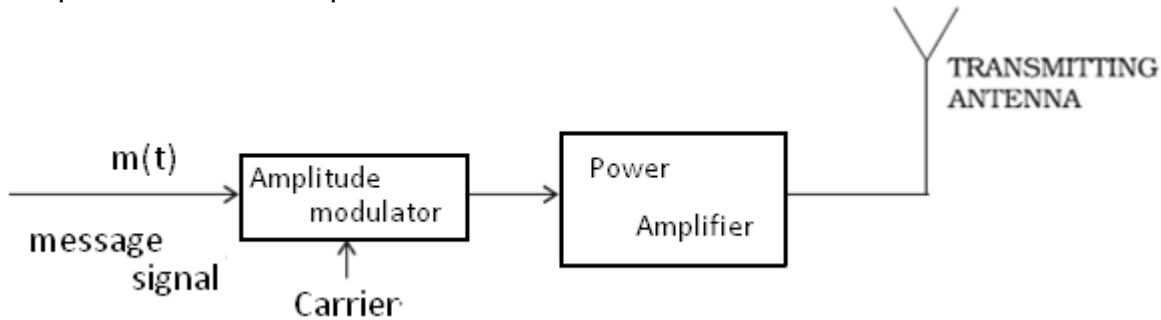 TRANSMITTING
ANTENNA
m(t)
Amplitude
modulator
Power
Amplifier
message
signal
Carrier